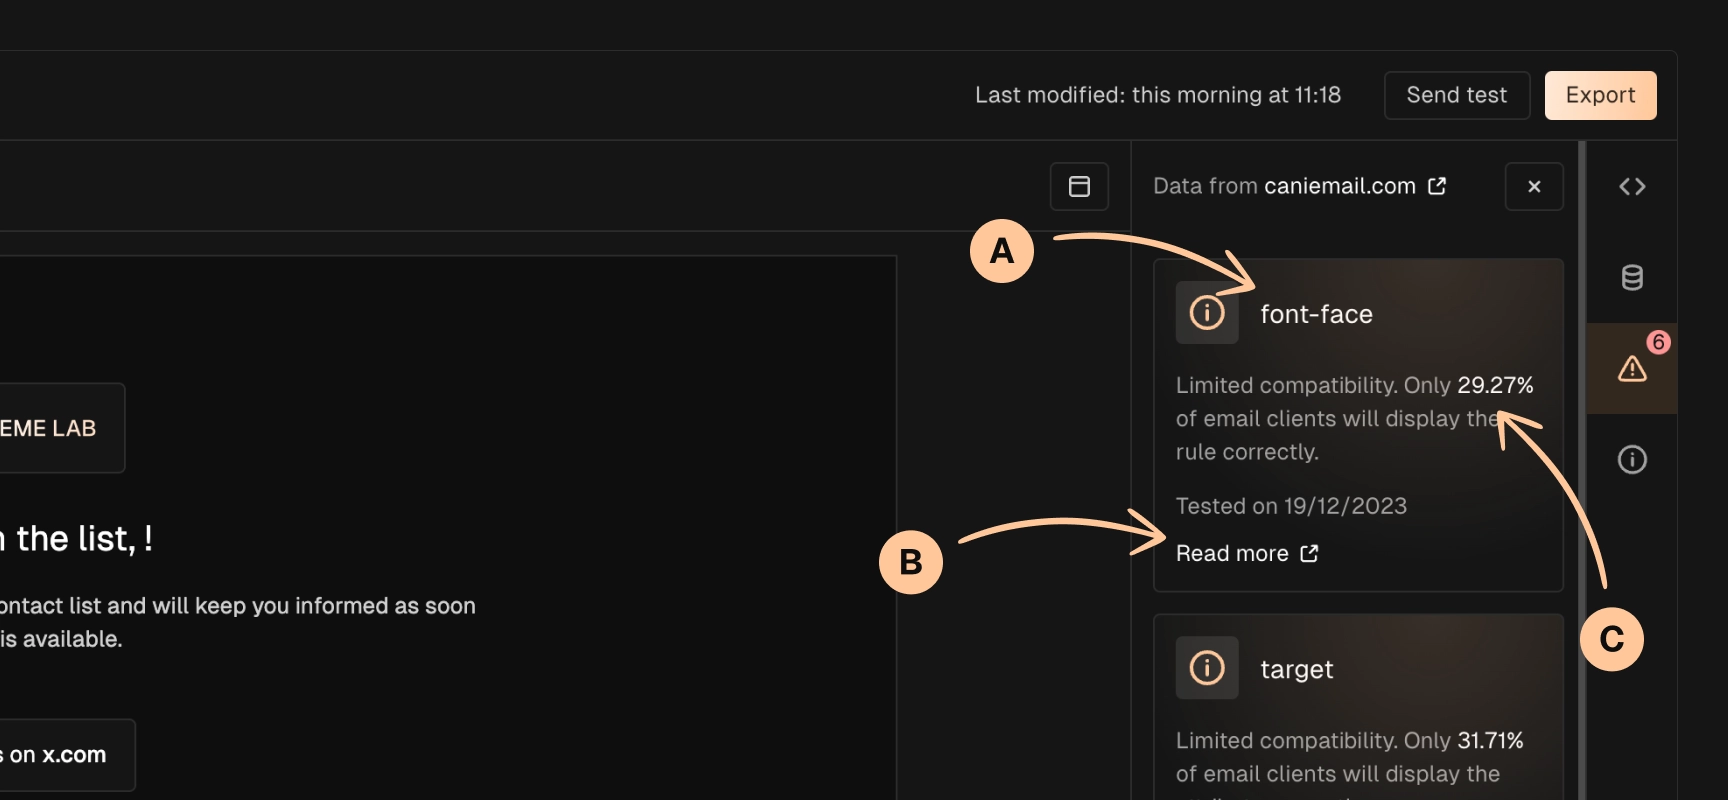 Last modified: this morning at 11:18
Send test
Export
Data from caniemail.com
A
font-face
6
Limited compatibility. Only 29.27%
of email clients will display the
rule correctly.
EME LAB
Tested on 19/12/2023
B
Read more
the list, !
C
ontact list and will keep you informed as soon
is available.
target
Limited compatibility. Only 31.71%
of email clients will display the
s on x.com